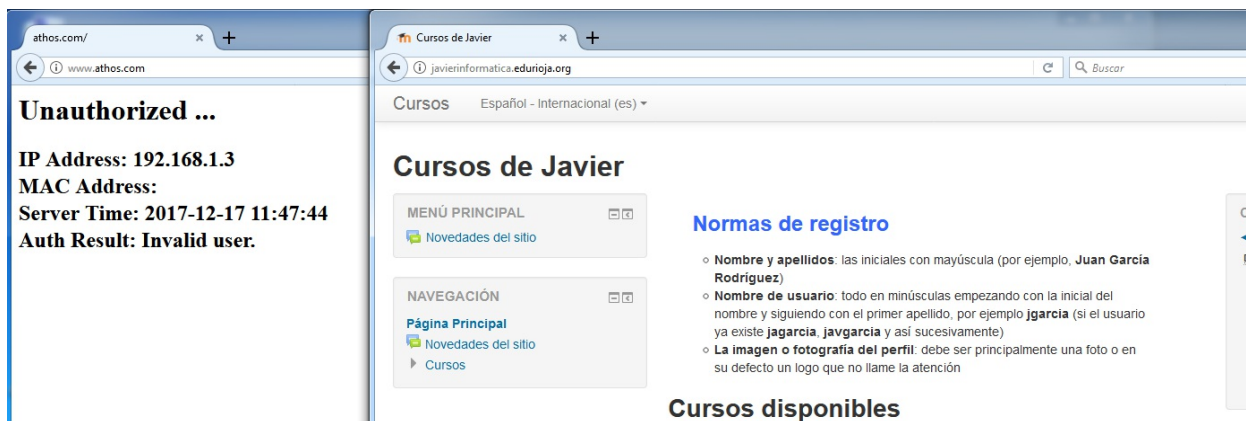 athos.com/
www.athos.com
Unauthorized ...
IP Address: 192.168.1.3
MAC Address:
Server Time: 2017-12-17 11:47:44
Auth Result: Invalid user.
Cursos de Javier
javierinformatica.edurioja.org
Buscar
Cursos
Español - Internacional (es)
Cursos de Javier
MENÚ PRINCIPAL
Novedades del sitio
NAVEGACIÓN
Página Principal
Novedades del sitio
Cursos
Normas de registro
Nombre y apellidos: las iniciales con mayúscula (por ejemplo, Juan García
Rodríguez)
Nombre de usuario: todo en minúsculas empezando con la inicial del
nombre y siguiendo con el primer apellido, por ejemplo jgarcia (si el usuario
ya existe jagarcia, javgarcia y así sucesivamente)
La imagen o fotografía del perfil: debe ser principalmente una foto o en
su defecto un logo que no llame la atención
Cursos disponibles